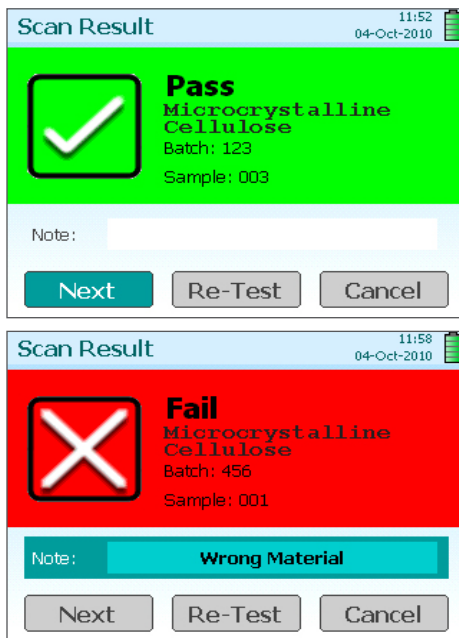 Scan Result
11:52
04-Oct-2010
Pass
Microcrystalline
Cellulose
Batch: 123
Sample: 003
Note:
Next Re-Test Cancel
Scan Result
11:58
04-Oct-2010
Fail
Microcrystalline
Cellulose
Batch: 456
Sample: 001
Note: Wrong Material
Next Re-Test Cancel